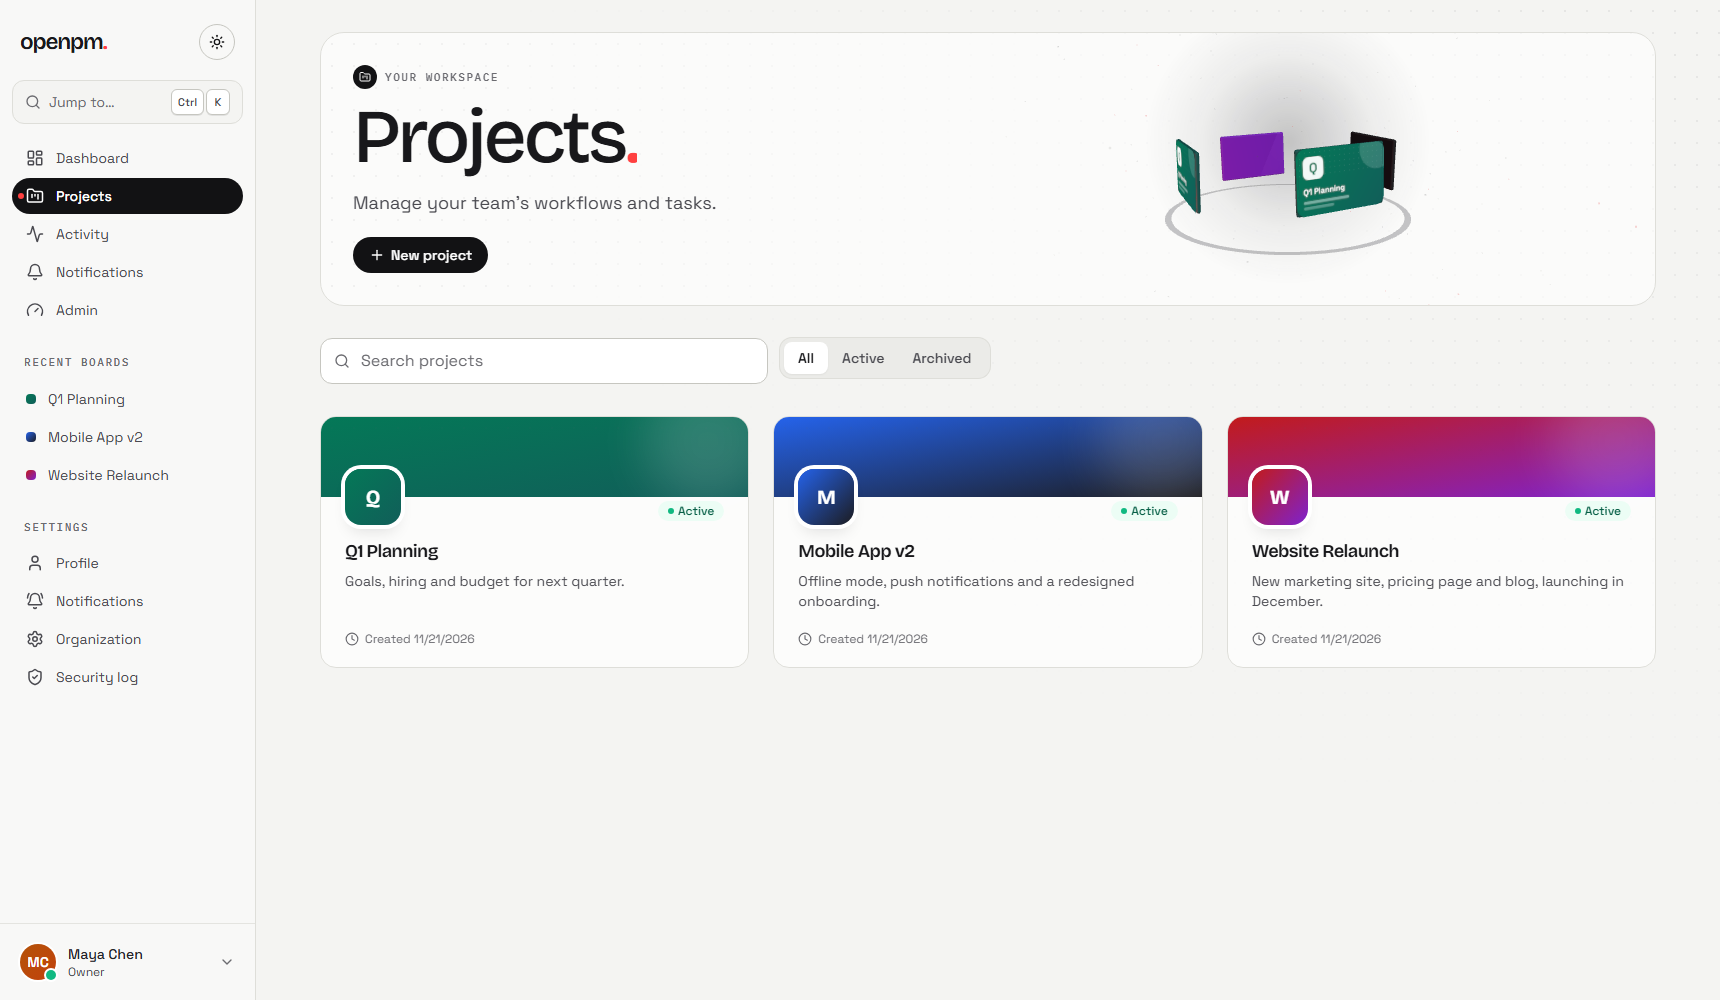 openpm.
Jump to...
Ctrl K
Dashboard
Projects
Activity
Notifications
Admin
RECENT BOARDS
Q1 Planning
Mobile App v2
Website Relaunch
SETTINGS
Profile
Notifications
Organization
Security log
MC
Maya Chen
Owner
YOUR WORKSPACE
Projects.
Manage your team's workflows and tasks.
New project
Q
Q1 Planning
Search projects
All Active Archived
Q
Active
Q1 Planning
Goals, hiring and budget for next quarter.
Created 11/21/2026
M
Active
Mobile App v2
Offline mode, push notifications and a redesigned
onboarding.
Created 11/21/2026
W
Active
Website Relaunch
New marketing site, pricing page and blog, launching in
December.
Created 11/21/2026